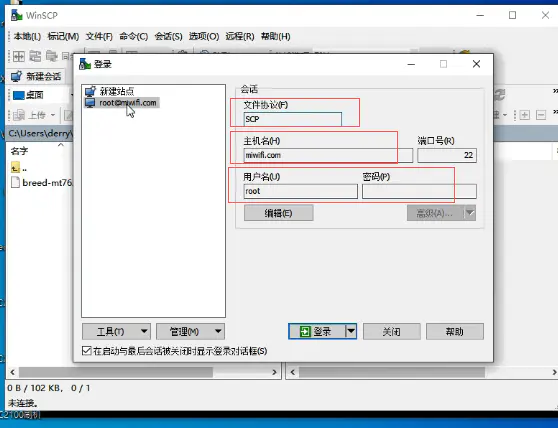 WinSCP
本地(L) 标记(M) 文件(F) 命令(C) 会话(S) 选项(O) 远程(R) 帮助(H)
新建会话
登录
桌面
新建站点
root@miwifi.com
会话
文件协议(F)
SCP
上传
主机名(H) 端口号(R)
C:\Users\derry\
miwifi.com 22
名字
用户名(U) 密码(P)
..
root
breed-mt76
编辑(E) 高级(A)...
工具(T) 管理(M) 登录 关闭 帮助
在启动与最后会话被关闭时显示登录对话框(S)
0 B / 102 KB, 0 / 1
未连接。
C2100刷机